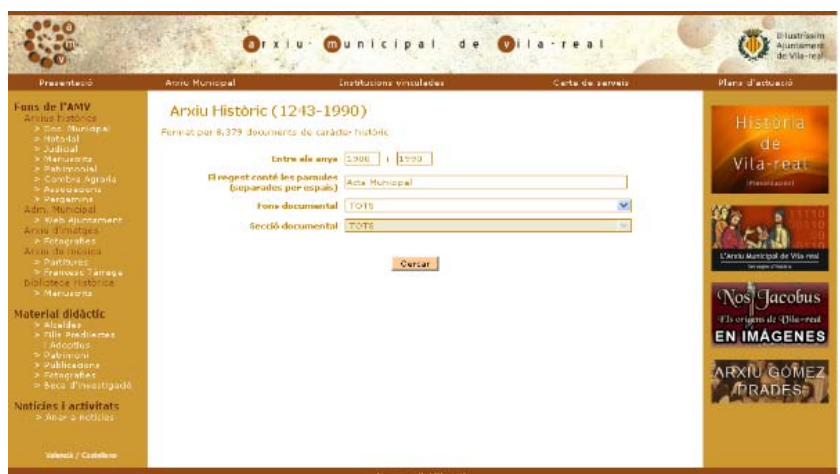 a
m
v
arxiu municipal de vila-real
Il·lustríssim
Ajuntament
de Vila-real
Presentació
Arxiu Municipal
Institucions vinculades
Carta de serveis
Plans d'actuació
Fons de l'AMV
Arxius històrics
> Doc. Municipal
> Notarial
> Judicial
> Manuscrits
> Patrimonial
> Cambra Agraria
> Associacions
> Pergamins
Adm. Municipal
> Web Ajuntament
Arxiu d'imatges
> Fotografies
Arxiu de música
> Partitures
> Francesc Tàrrega
Biblioteca Històrica
> Manuscrits
Material didàctic
> Alcaldes
> Fills Predilectes
i Adoptius
> Patrimoni
> Publicacions
> Fotografies
> Beca d'investigació
Notícies i activitats
> Anar a notícies
Valencià / Castellano
Arxiu Històric (1243-1990)
Format per 8,379 documents de caràcter històric
Entre els anys 1900 i 1990
El regest conté les paraules
(separades per espais) Acta Municipal
Fons documental TOTS
Secció documental TOTS
Cercar
Història
de
Vila-real
(Presentació)
L'Arxiu Municipal de Vila-real
Nos Jacobus
Els orígens de Vila-real
EN IMÁGENES
ARXIU GÓMEZ
PRADES